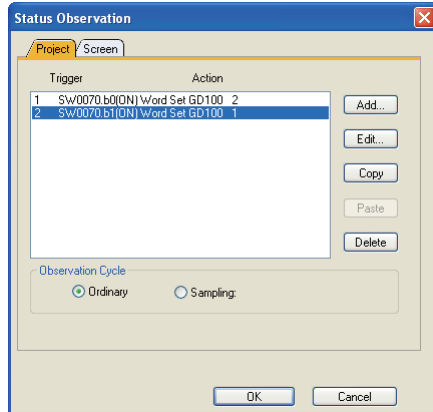 Status Observation
Project Screen
Trigger Action
1 SW0070.b0(ON) Word Set GD100 2
2 SW0070.b1(ON) Word Set GD100 1
Add...
Edit...
Copy
Paste
Delete
Observation Cycle
Ordinary Sampling:
OK Cancel